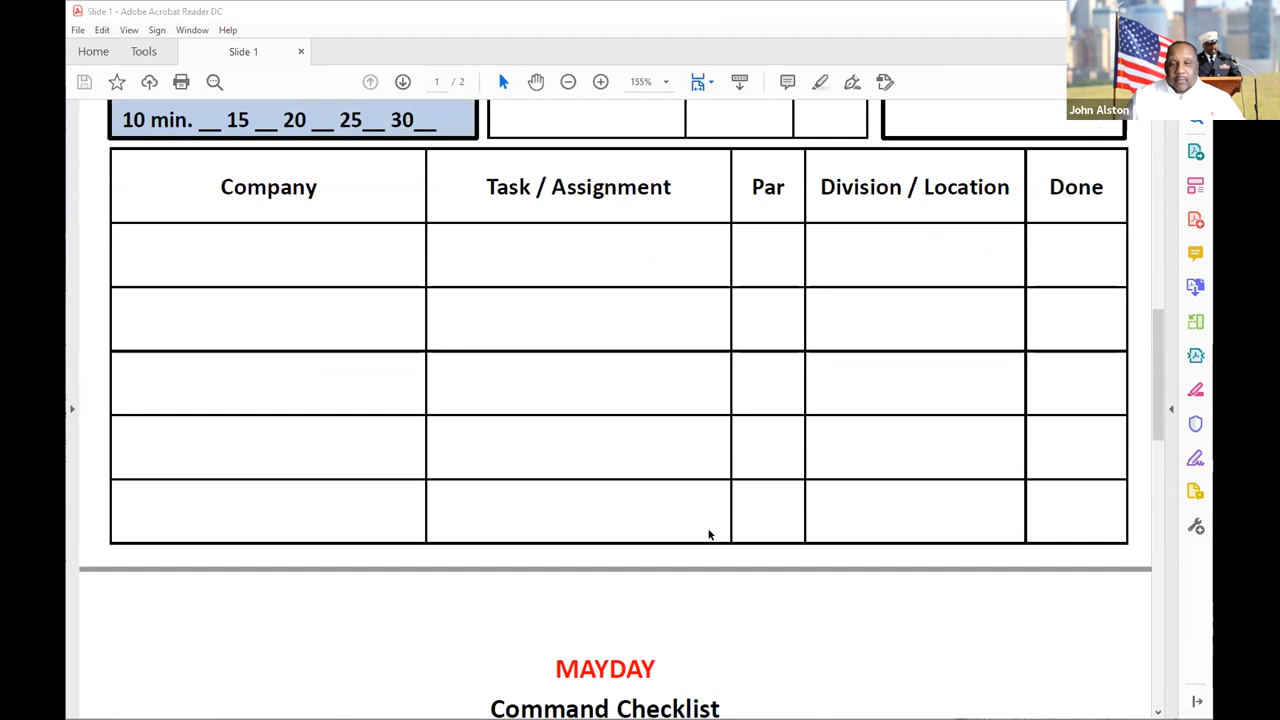 Slide 1 - Adobe Acrobat Reader DC
File Edit View Sign Window Help
Home Tools Slide 1 ×
1 / 2 155%
John Alston
10 min. __ 15 __ 20 __ 25__ 30__
Company Task / Assignment Par Division / Location Done
MAYDAY
Command Checklist